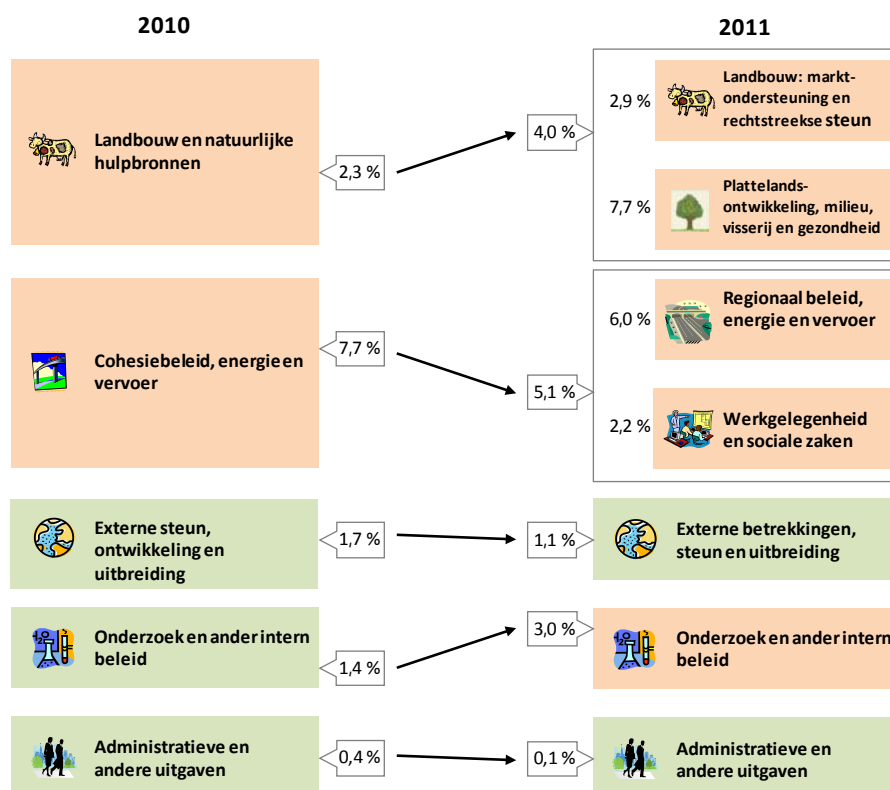 2010
2011
Landbouw en natuurlijke
hulpbronnen
2,3 %
4,0 %
2,9 %
Landbouw: markt-
ondersteuning en
rechtstreekse steun
7,7 %
Plattelands-
ontwikkeling, milieu,
visserij en gezondheid
Cohesiebeleid, energie en
vervoer
7,7 %
5,1 %
6,0 %
Regionaal beleid,
energie en vervoer
2,2 %
Werkgelegenheid
en sociale zaken
Externe steun,
ontwikkeling en
uitbreiding
1,7 %
1,1 %
Externe betrekkingen,
steun en uitbreiding
Onderzoek en ander intern
beleid
1,4 %
3,0 %
Onderzoek en ander intern
beleid
Administratieve en
andere uitgaven
0,4 %
0,1 %
Administratieve en
andere uitgaven